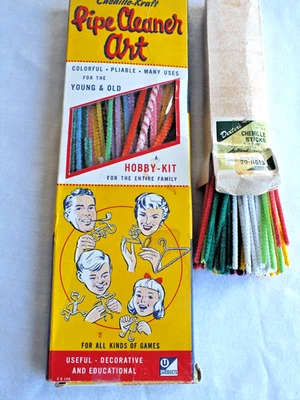 Chenille-Kraft
Pipe Cleaner
Art
COLORFUL • PLIABLE • MANY USES
FOR THE
YOUNG & OLD
HOBBY-KIT
FOR THE ENTIRE FAMILY
FOR ALL KINDS OF GAMES
USEFUL - DECORATIVE
AND EDUCATIONAL
U
PRODUCTS
CHENILLE
STICKS